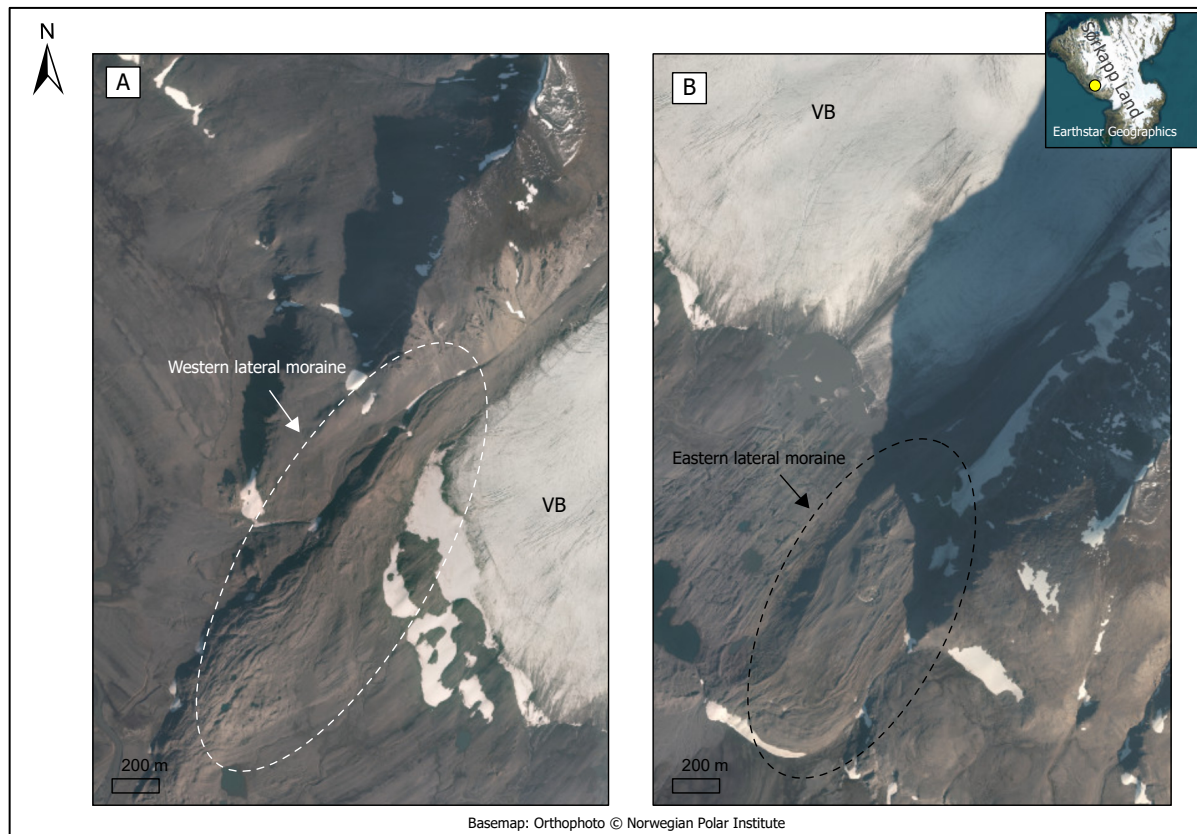 N
A
Western lateral moraine
VB
200 m
B
VB
Eastern lateral moraine
200 m
Sørkapp Land
Earthstar Geographics
Basemap: Orthophoto © Norwegian Polar Institute